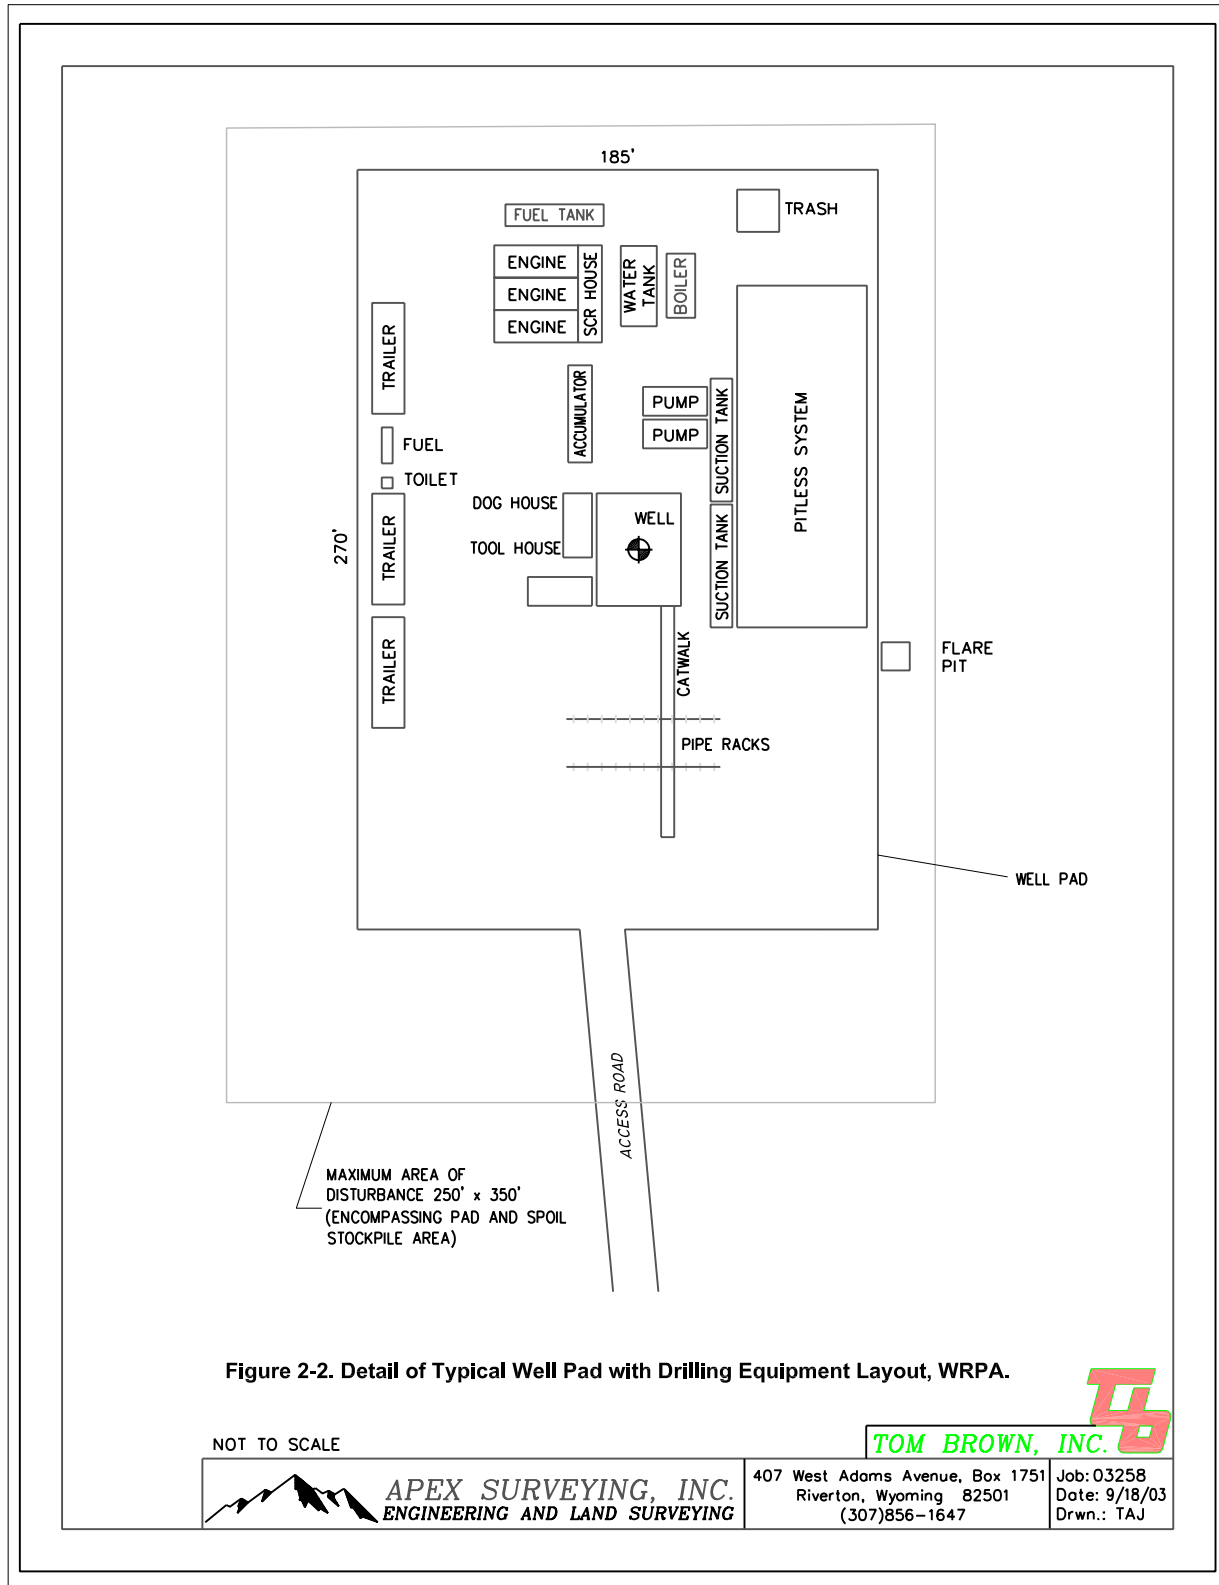 185'
FUEL TANK
TRASH
ENGINE
ENGINE
ENGINE
SCR HOUSE
WATER
TANK
BOILER
TRAILER
ACCUMULATOR
PUMP
PUMP
SUCTION TANK
PITLESS SYSTEM
FUEL
TOILET
DOG HOUSE
WELL
TOOL HOUSE
270'
TRAILER
SUCTION TANK
TRAILER
CATWALK
FLARE
PIT
PIPE RACKS
WELL PAD
ACCESS ROAD
MAXIMUM AREA OF
DISTURBANCE 250' x 350'
(ENCOMPASSING PAD AND SPOIL
STOCKPILE AREA)
Figure 2-2. Detail of Typical Well Pad with Drilling Equipment Layout, WRPA.
NOT TO SCALE
TOM BROWN, INC.
APEX SURVEYING, INC.
ENGINEERING AND LAND SURVEYING
407 West Adams Avenue, Box 1751
Riverton, Wyoming 82501
(307)856-1647
Job: 03258
Date: 9/18/03
Drwn.: TAJ